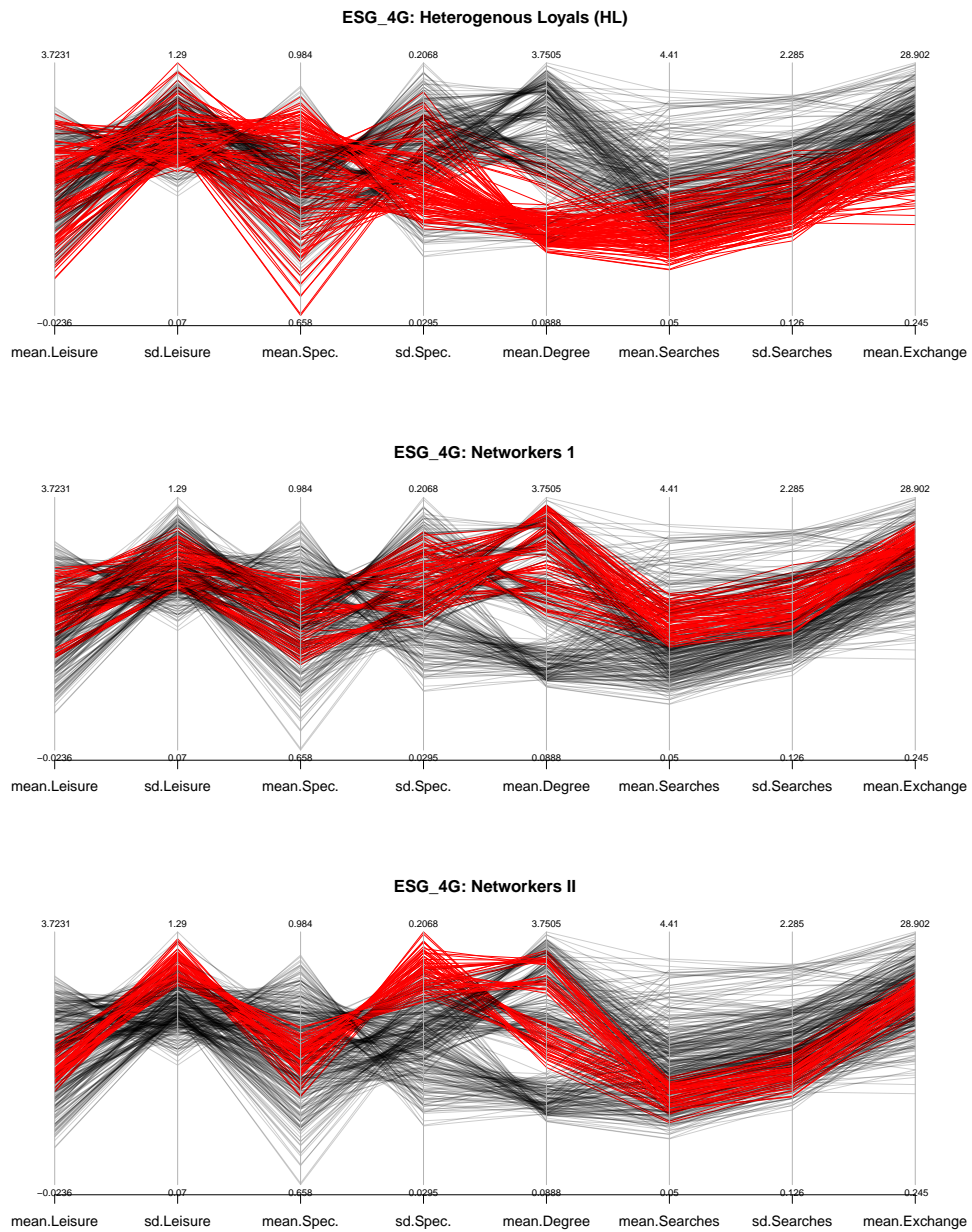 ESG_4G: Heterogenous Loyals (HL)
3.7231 1.29 0.984 0.2068 3.7505 4.41 2.285 28.902
−0.0236 0.07 0.658 0.0295 0.0888 0.05 0.126 0.245
mean.Leisure sd.Leisure mean.Spec. sd.Spec. mean.Degree mean.Searches sd.Searches mean.Exchange
ESG_4G: Networkers 1
3.7231 1.29 0.984 0.2068 3.7505 4.41 2.285 28.902
−0.0236 0.07 0.658 0.0295 0.0888 0.05 0.126 0.245
mean.Leisure sd.Leisure mean.Spec. sd.Spec. mean.Degree mean.Searches sd.Searches mean.Exchange
ESG_4G: Networkers II
3.7231 1.29 0.984 0.2068 3.7505 4.41 2.285 28.902
−0.0236 0.07 0.658 0.0295 0.0888 0.05 0.126 0.245
mean.Leisure sd.Leisure mean.Spec. sd.Spec. mean.Degree mean.Searches sd.Searches mean.Exchange